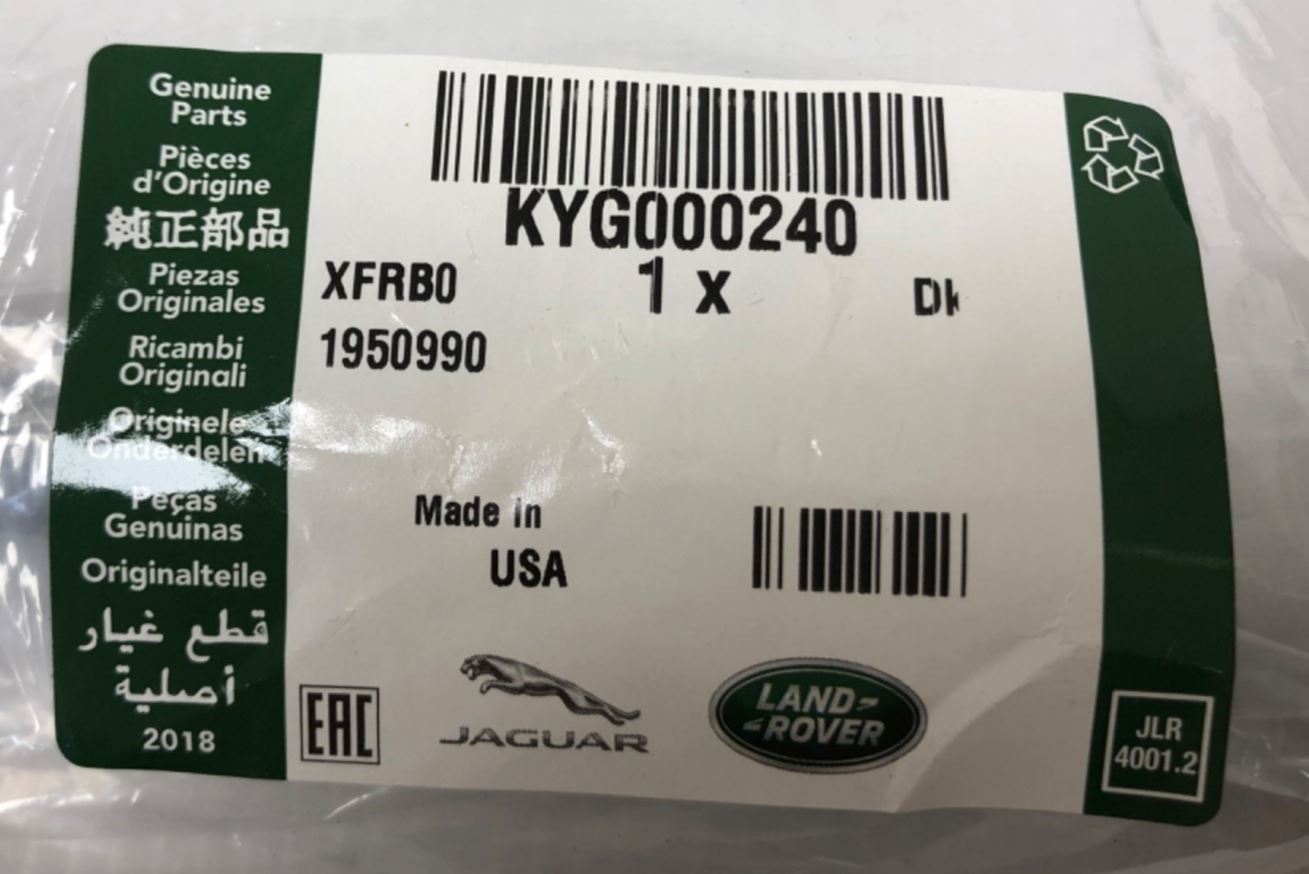 Genuine
Parts
Pièces
d'Origine
純正部品
Piezas
Originales
Ricambi
Originali
Originele
Onderdelen
Peças
Genuinas
Originalteile
قطع غيار
أصلية
2018
KYG000240
XFRB0 1 x
1950990
Made in
USA
EAC
JAGUAR
LAND
ROVER
JLR
4001.2